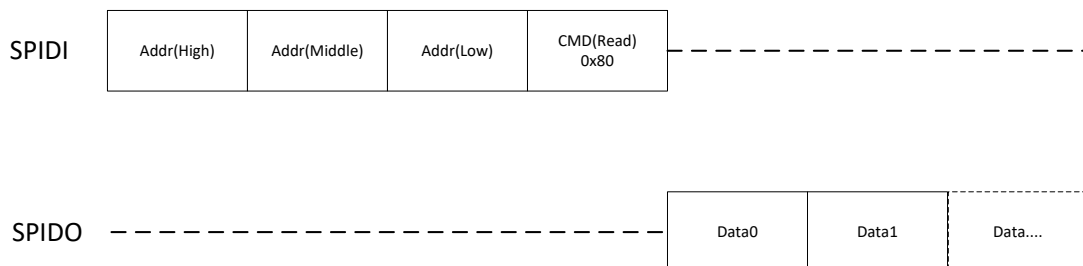 SPIDI
Addr(High)
Addr(Middle)
Addr(Low)
CMD(Read)
0x80
SPIDO
Data0
Data1
Data....